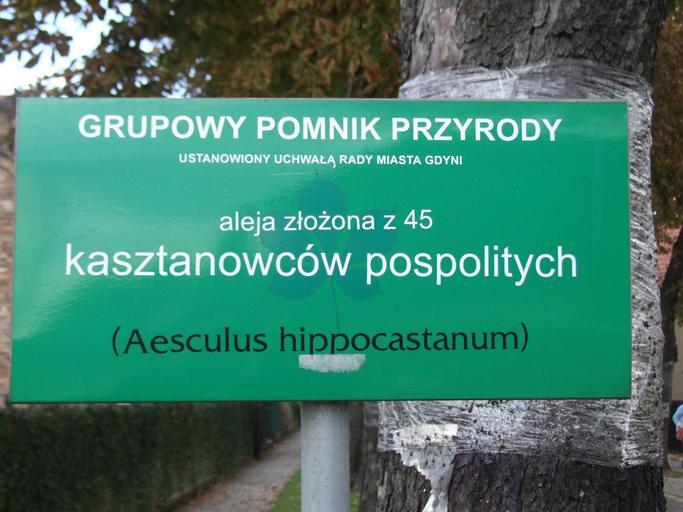 GRUPOWY POMNIK PRZYRODY
USTANOWIONY UCHWAŁĄ RADY MIASTA GDYNI
aleja złożona z 45
kasztanowców pospolitych
(Aesculus hippocastanum)